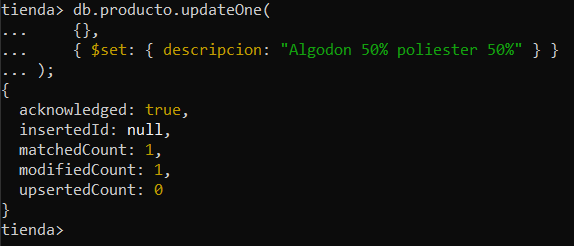 tienda> db.producto.updateOne(
...     {},
...     { $set: { descripcion: "Algodon 50% poliester 50%" } }
... );
{
  acknowledged: true,
  insertedId: null,
  matchedCount: 1,
  modifiedCount: 1,
  upsertedCount: 0
}
tienda>